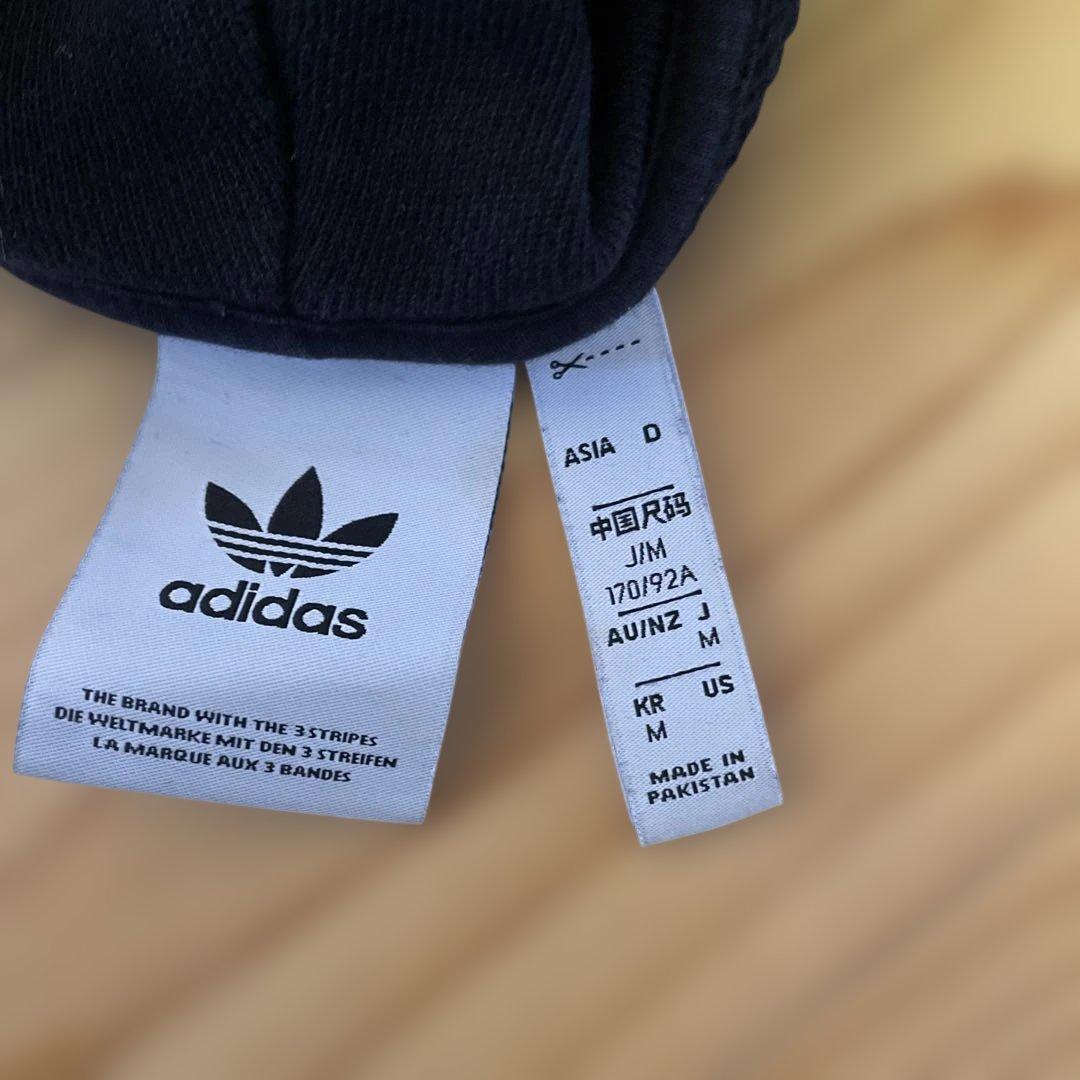 adidas
THE BRAND WITH THE 3 STRIPES
DIE WELTMARKE MIT DEN 3 STREIFEN
LA MARQUE AUX 3 BANDES
ASIA D
中国尺码
J/M
170/92A
AU/NZ J
M
KR US
M
MADE IN
PAKISTAN